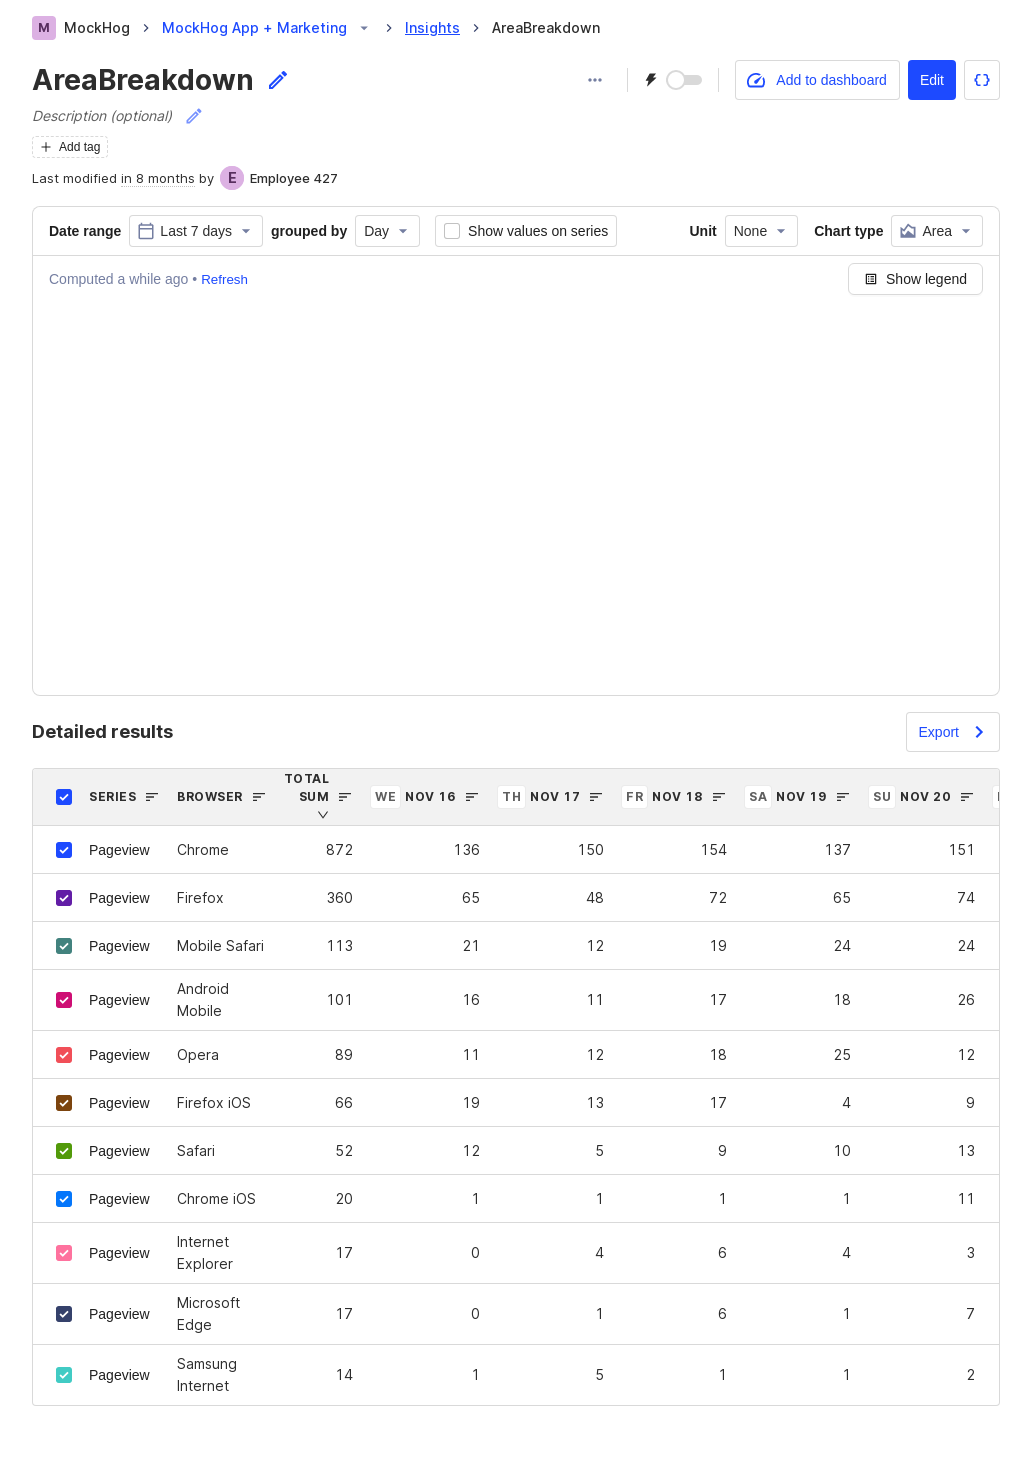 M MockHog MockHog App + Marketing Insights AreaBreakdown
AreaBreakdown
Add to dashboard Edit
Description (optional)
Add tag
Last modified in 8 months by E Employee 427
Date range Last 7 days grouped by Day Show values on series Unit None Chart type Area
Computed a while ago • Refresh Show legend
Detailed results Export
SERIES BROWSER TOTAL SUM WE NOV 16 TH NOV 17 FR NOV 18 SA NOV 19 SU NOV 20
Pageview Chrome 872 136 150 154 137 151
Pageview Firefox 360 65 48 72 65 74
Pageview Mobile Safari 113 21 12 19 24 24
Pageview Android Mobile 101 16 11 17 18 26
Pageview Opera 89 11 12 18 25 12
Pageview Firefox iOS 66 19 13 17 4 9
Pageview Safari 52 12 5 9 10 13
Pageview Chrome iOS 20 1 1 1 1 11
Pageview Internet Explorer 17 0 4 6 4 3
Pageview Microsoft Edge 17 0 1 6 1 7
Pageview Samsung Internet 14 1 5 1 1 2